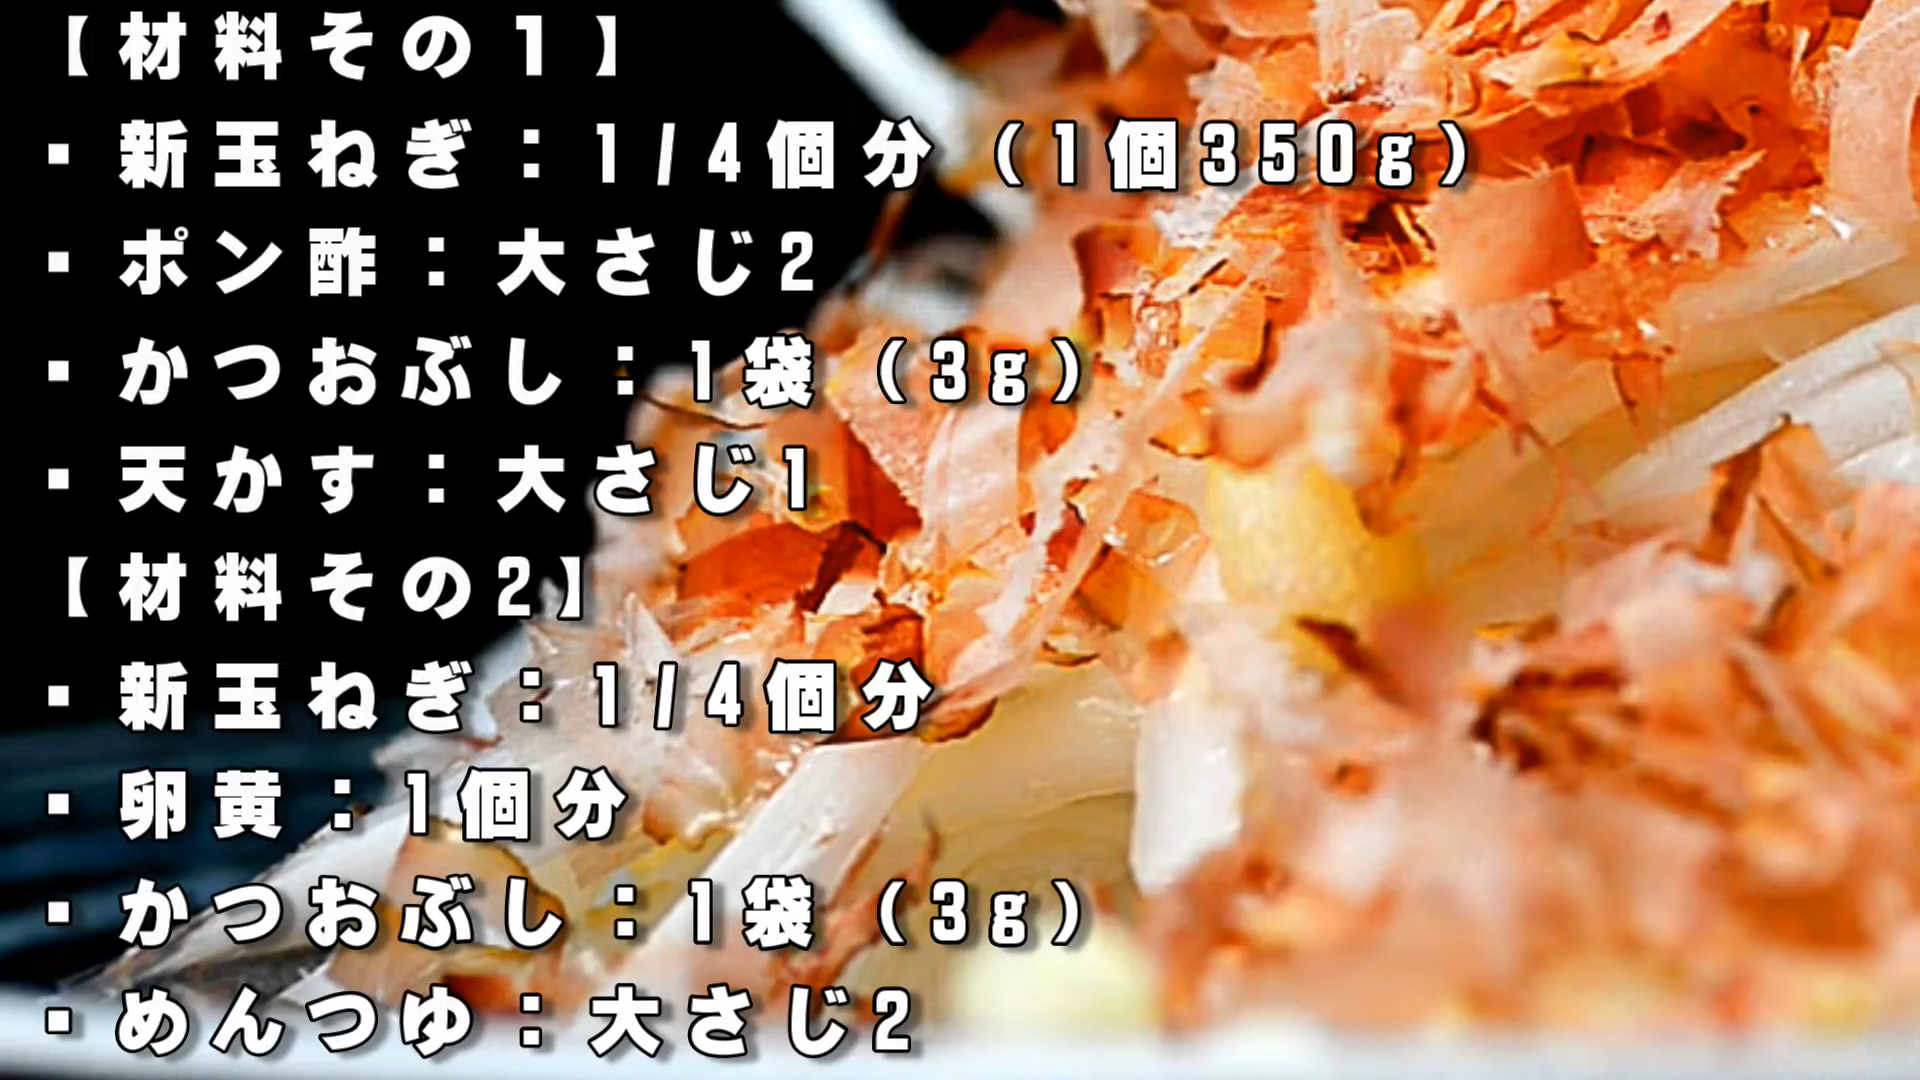 【材料その1】
・新玉ねぎ：1/4個分（1個350g）
・ポン酢：大さじ2
・かつおぶし：1袋（3g）
・天かす：大さじ1
【材料その2】
・新玉ねぎ：1/4個分
・卵黄：1個分
・かつおぶし：1袋（3g）
・めんつゆ：大さじ2